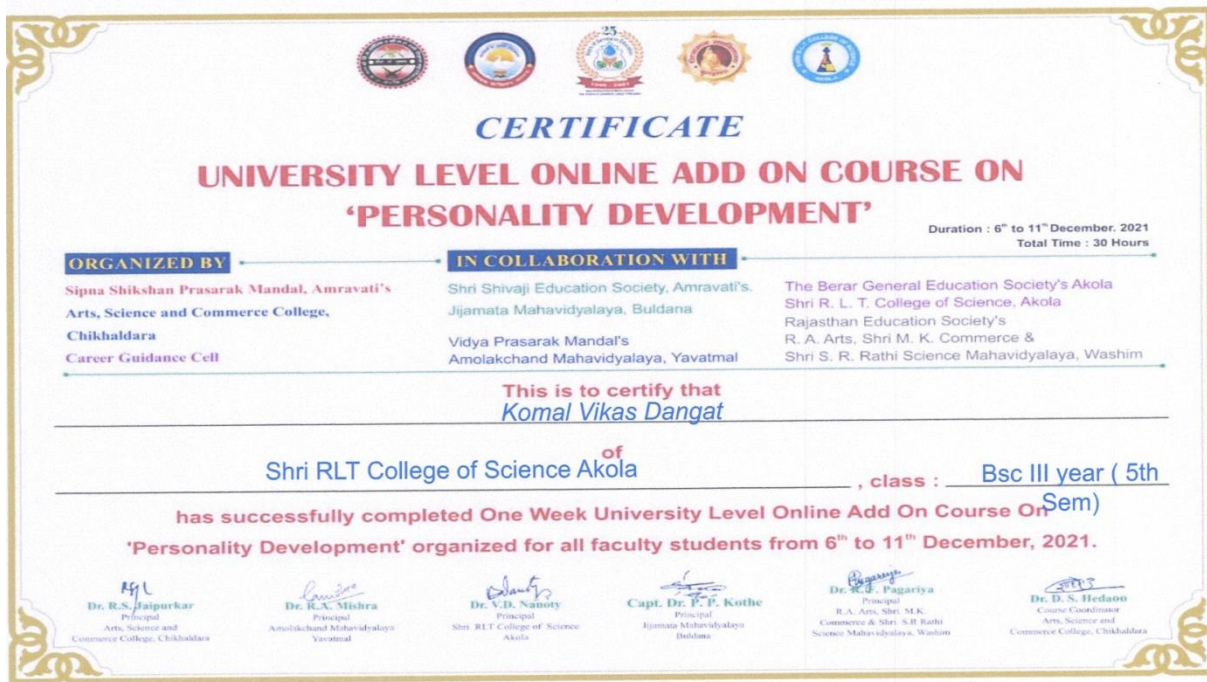 25
CERTIFICATE
UNIVERSITY LEVEL ONLINE ADD ON COURSE ON
‘PERSONALITY DEVELOPMENT’
Duration : 6th to 11th December. 2021
Total Time : 30 Hours
ORGANIZED BY
Sipna Shikshan Prasarak Mandal, Amravati's
Arts, Science and Commerce College,
Chikhaldara
Career Guidance Cell
IN COLLABORATION WITH
Shri Shivaji Education Society, Amravati's.
Jijamata Mahavidyalaya, Buldana
Vidya Prasarak Mandal's
Amolakchand Mahavidyalaya, Yavatmal
The Berar General Education Society's Akola
Shri R. L. T. College of Science, Akola
Rajasthan Education Society's
R. A. Arts, Shri M. K. Commerce &
Shri S. R. Rathi Science Mahavidyalaya, Washim
This is to certify that
Komal Vikas Dangat
of
Shri RLT College of Science Akola , class : Bsc III year ( 5th
Sem)
has successfully completed One Week University Level Online Add On Course On
'Personality Development' organized for all faculty students from 6th to 11th December, 2021.
Dr. R.S. Jaipurkar
Principal
Arts, Science and
Commerce College, Chikhaldara
Dr. R.A. Mishra
Principal
Amolakchand Mahavidyalaya
Yavatmal
Dr. V.D. Nanoty
Principal
Shri. RLT College of Science
Akola
Capt. Dr. P. P. Kothe
Principal
Jijamata Mahavidyalaya
Buldana
Dr. R.F. Pagariya
Principal
R.A. Arts, Shri. M.K.
Commerce & Shri. S.R Rathi
Science Mahavidyalaya, Washim
Dr. D. S. Hedaoo
Course Coordinator
Arts, Science and
Commerce College, Chikhaldara